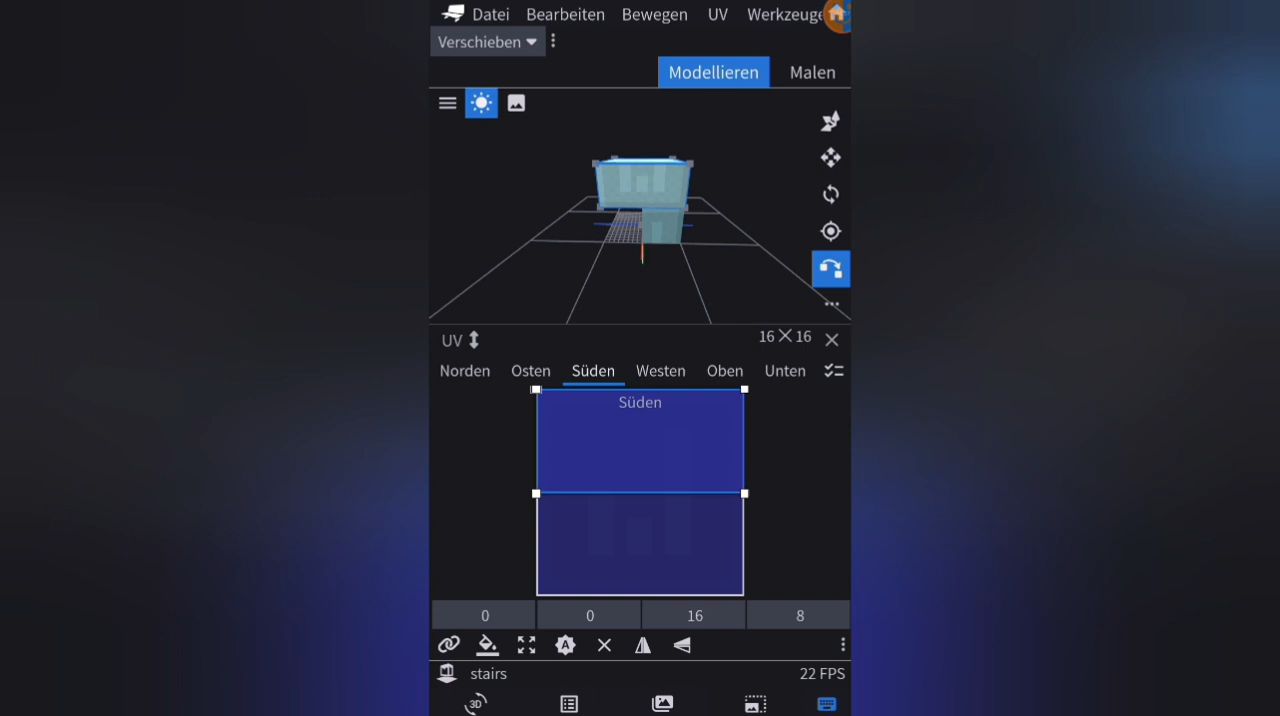 Datei Bearbeiten Bewegen UV Werkzeuge
Verschieben
Modellieren Malen
UV 16×16
Norden Osten Süden Westen Oben Unten
Süden
0 0 16 8
stairs 22 FPS
3D